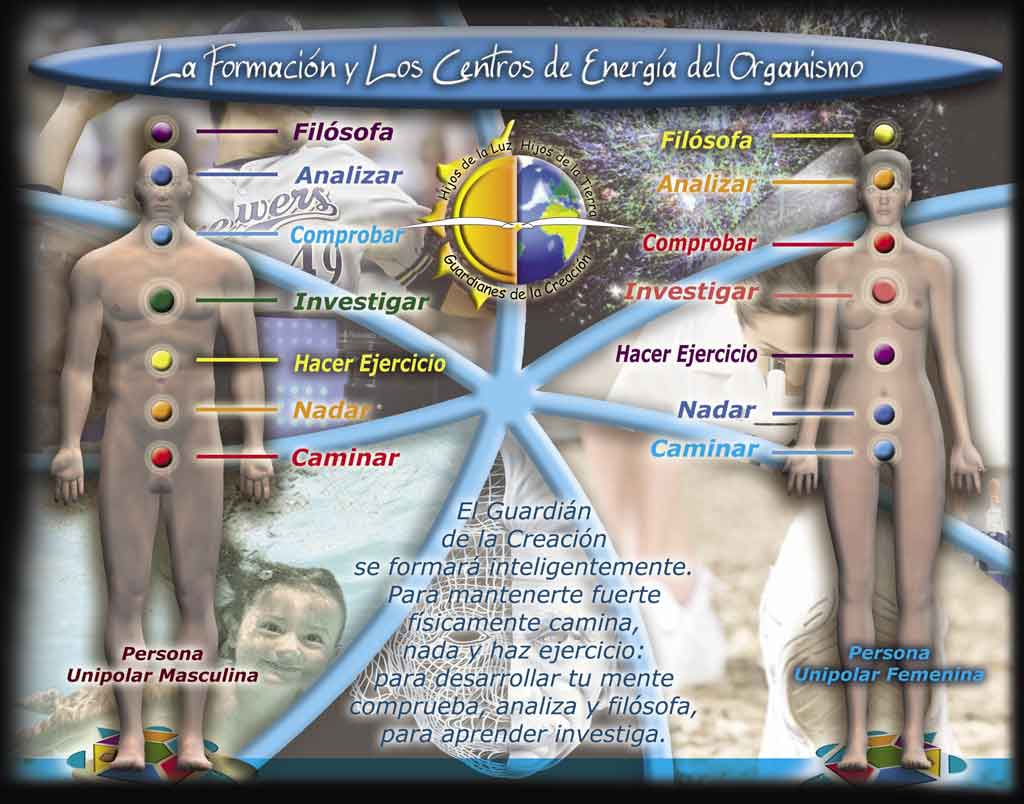 La Formación y Los Centros de Energía del Organismo
Hijos de la Luz
Hijos de la Tierra
Guardianes de la Creación
Filósofa
Analizar
ewers
49
Comprobar
Investigar
Hacer Ejercicio
Nadar
Caminar
Filósofa
Analizar
Comprobar
Investigar
Hacer Ejercicio
Nadar
Caminar
El Guardián
de la Creación
se formará inteligentemente.
Para mantenerte fuerte
físicamente camina,
nada y haz ejercicio:
para desarrollar tu mente
comprueba, analiza y filósofa,
para aprender investiga.
Persona
Unipolar Masculina
Persona
Unipolar Femenina